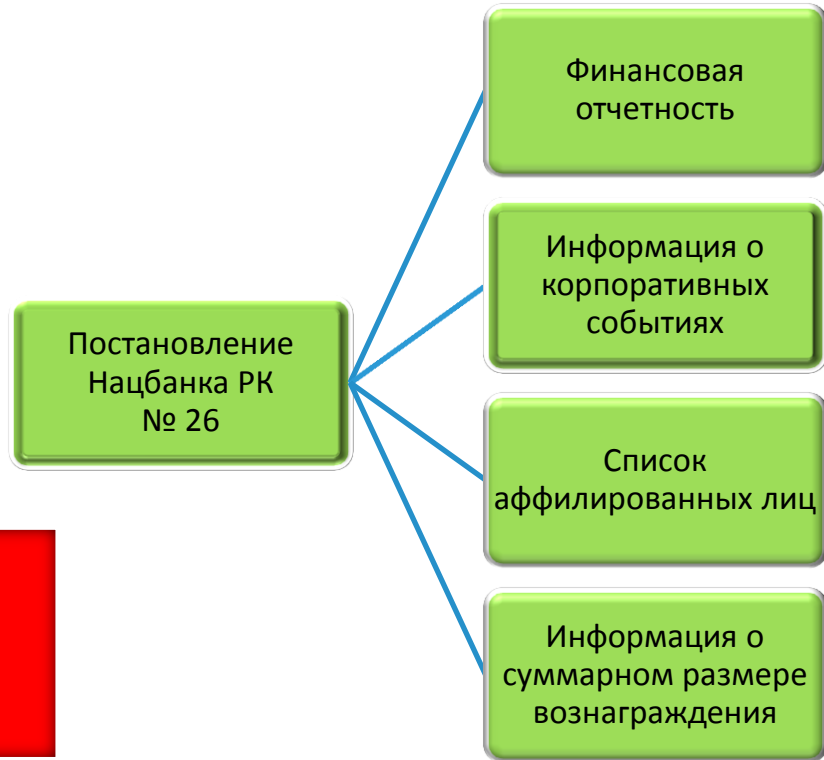 Постановление
Нацбанка РК
№ 26
Финансовая
отчетность
Информация о
корпоративных
событиях
Список
аффилированных лиц
Информация о
суммарном размере
вознаграждения